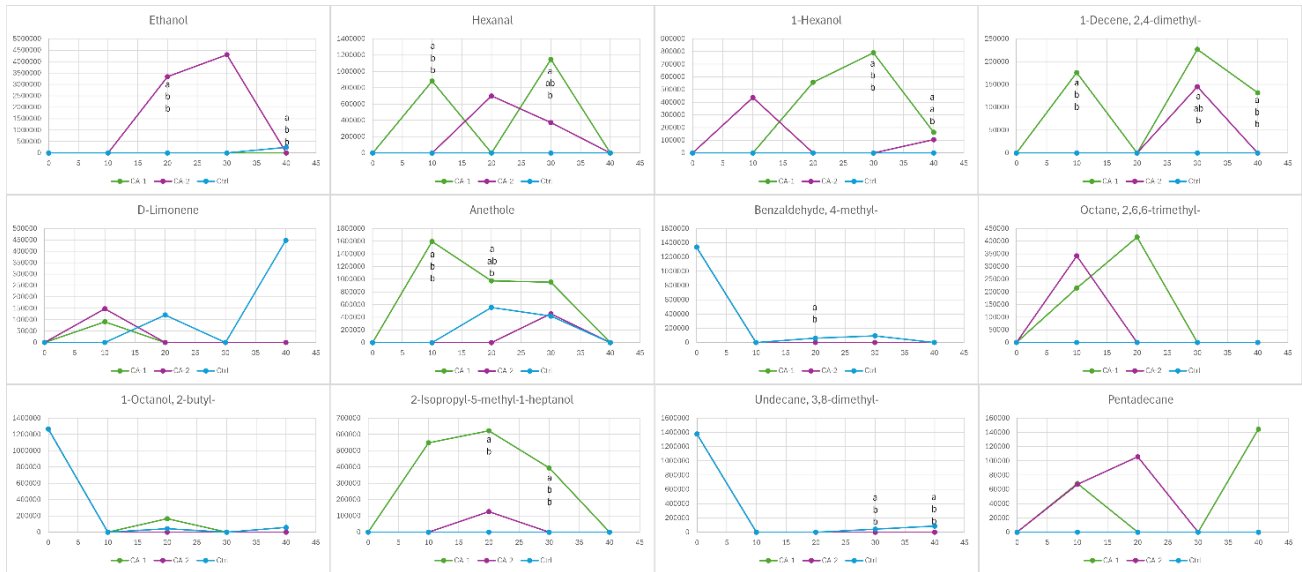 Ethanol
5000000
4500000
4000000
3500000
3000000
2500000
2000000
1500000
1000000
500000
0
a
b
b
a
b
b
0 5 10 15 20 25 30 35 40 45
CA-1 CA-2 Ctrl
Hexanal
1400000
1200000
1000000
800000
600000
400000
200000
0
a
b
b
a
ab
b
0 5 10 15 20 25 30 35 40 45
CA-1 CA-2 Ctrl
1-Hexanol
900000
800000
700000
600000
500000
400000
300000
200000
100000
0
a
b
b
a
a
b
0 5 10 15 20 25 30 35 40 45
CA-1 CA-2 Ctrl
1-Decene, 2,4-dimethyl-
250000
200000
150000
100000
50000
0
a
b
b
a
ab
b
a
b
b
0 5 10 15 20 25 30 35 40 45
CA-1 CA-2 Ctrl
D-Limonene
500000
450000
400000
350000
300000
250000
200000
150000
100000
50000
0
0 5 10 15 20 25 30 35 40 45
CA-1 CA-2 Ctrl
Anethole
1800000
1600000
1400000
1200000
1000000
800000
600000
400000
200000
0
a
b
b
a
ab
b
0 5 10 15 20 25 30 35 40 45
CA-1 CA-2 Ctrl
Benzaldehyde, 4-methyl-
1600000
1400000
1200000
1000000
800000
600000
400000
200000
0
a
b
0 5 10 15 20 25 30 35 40 45
CA-1 CA-2 Ctrl
Octane, 2,6,6-trimethyl-
450000
400000
350000
300000
250000
200000
150000
100000
50000
0
0 5 10 15 20 25 30 35 40 45
CA-1 CA-2 Ctrl
1-Octanol, 2-butyl-
1400000
1200000
1000000
800000
600000
400000
200000
0
0 5 10 15 20 25 30 35 40 45
CA-1 CA-2 Ctrl
2-Isopropyl-5-methyl-1-heptanol
700000
600000
500000
400000
300000
200000
100000
0
a
b
a
b
b
0 5 10 15 20 25 30 35 40 45
CA-1 CA-2 Ctrl
Undecane, 3,8-dimethyl-
1600000
1400000
1200000
1000000
800000
600000
400000
200000
0
a
b
b
a
b
b
0 5 10 15 20 25 30 35 40 45
CA-1 CA-2 Ctrl
Pentadecane
160000
140000
120000
100000
80000
60000
40000
20000
0
0 5 10 15 20 25 30 35 40 45
CA-1 CA-2 Ctrl